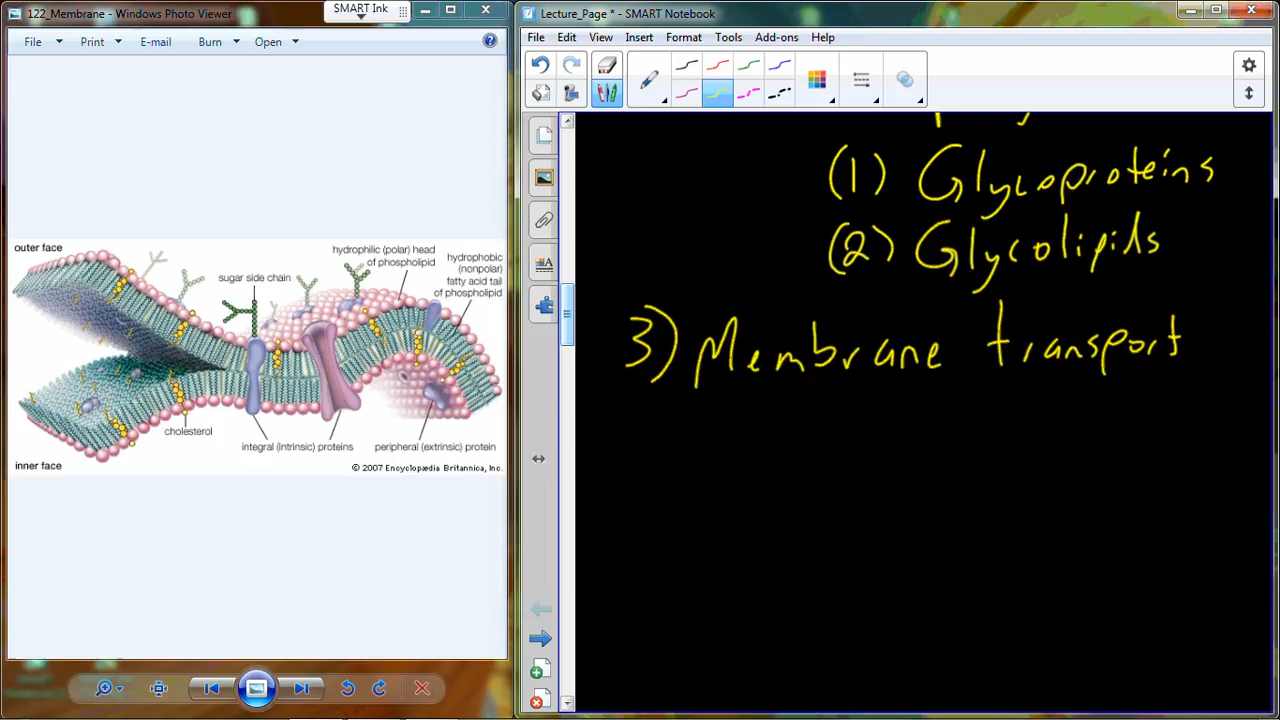 122_Membrane - Windows Photo Viewer
SMART Ink
File Print E-mail Burn Open
outer face
hydrophilic (polar) head
of phospholipid
hydrophobic
(nonpolar)
fatty acid tail
of phospholipid
sugar side chain
cholesterol
integral (intrinsic) proteins
peripheral (extrinsic) protein
inner face
© 2007 Encyclopædia Britannica, Inc.
Lecture_Page * - SMART Notebook
File Edit View Insert Format Tools Add-ons Help
(1) Glycoproteins
(2) Glycolipids
3) Membrane transport